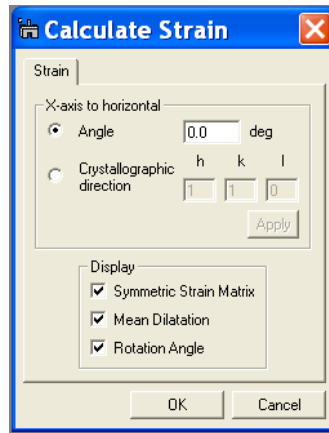 Calculate Strain
Strain
X-axis to horizontal
Angle 0.0 deg
h k l
Crystallographic
direction 1 1 0
Apply
Display
Symmetric Strain Matrix
Mean Dilatation
Rotation Angle
OK Cancel